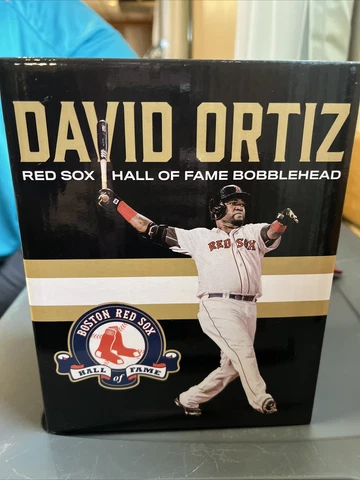 DAVID ORTIZ
RED SOX HALL OF FAME BOBBLEHEAD
RED SOX
BOSTON RED SOX
HALL of FAME